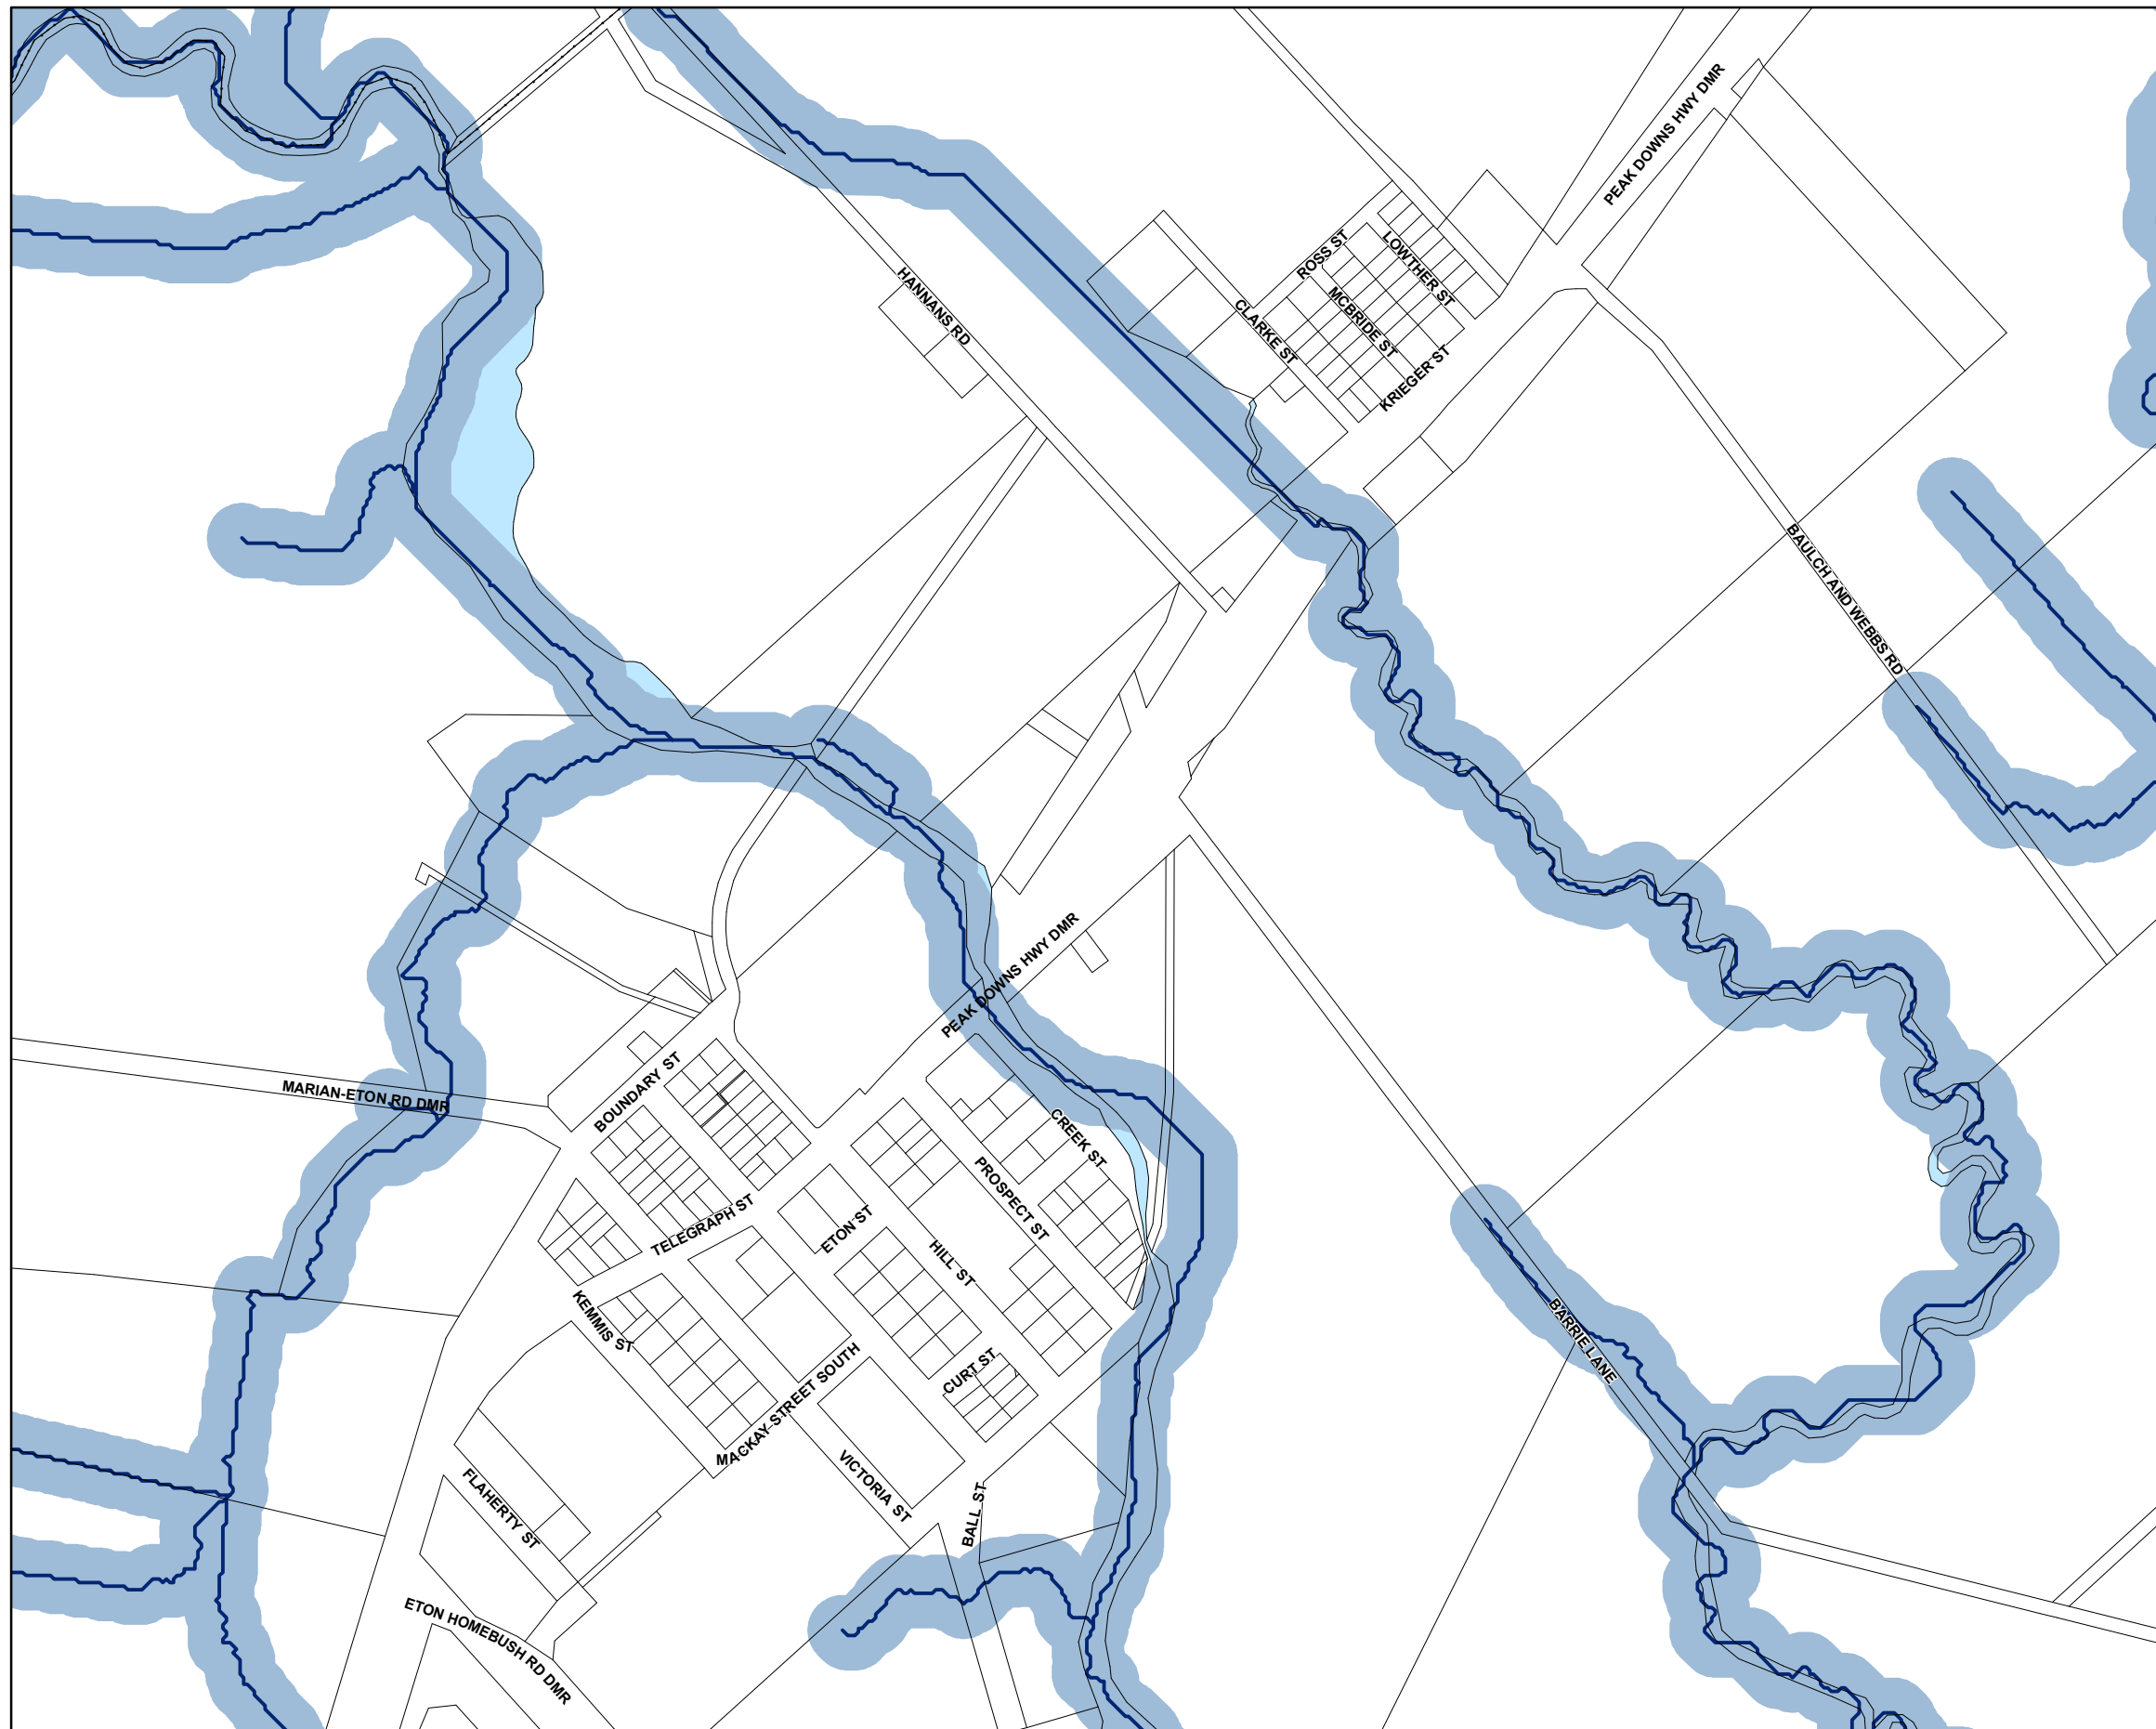 PEAK DOWNS HWY DMR
ROSS ST
LOWTHER ST
HANNANS RD
MCBRIDE ST
CLARKE ST
KRIEGER ST
BAULCH AND WEBBS RD
PEAK DOWNS HWY DMR
BOUNDARY ST
MARIAN-ETON RD DMR
CREEK ST
PROSPECT ST
TELEGRAPH ST
ETON ST
HILL ST
KEMMIS ST
BARRIE LANE
CURT ST
MACKAY STREET SOUTH
VICTORIA ST
FLAHERTY ST
BALL ST
ETON HOMEBUSH RD DMR